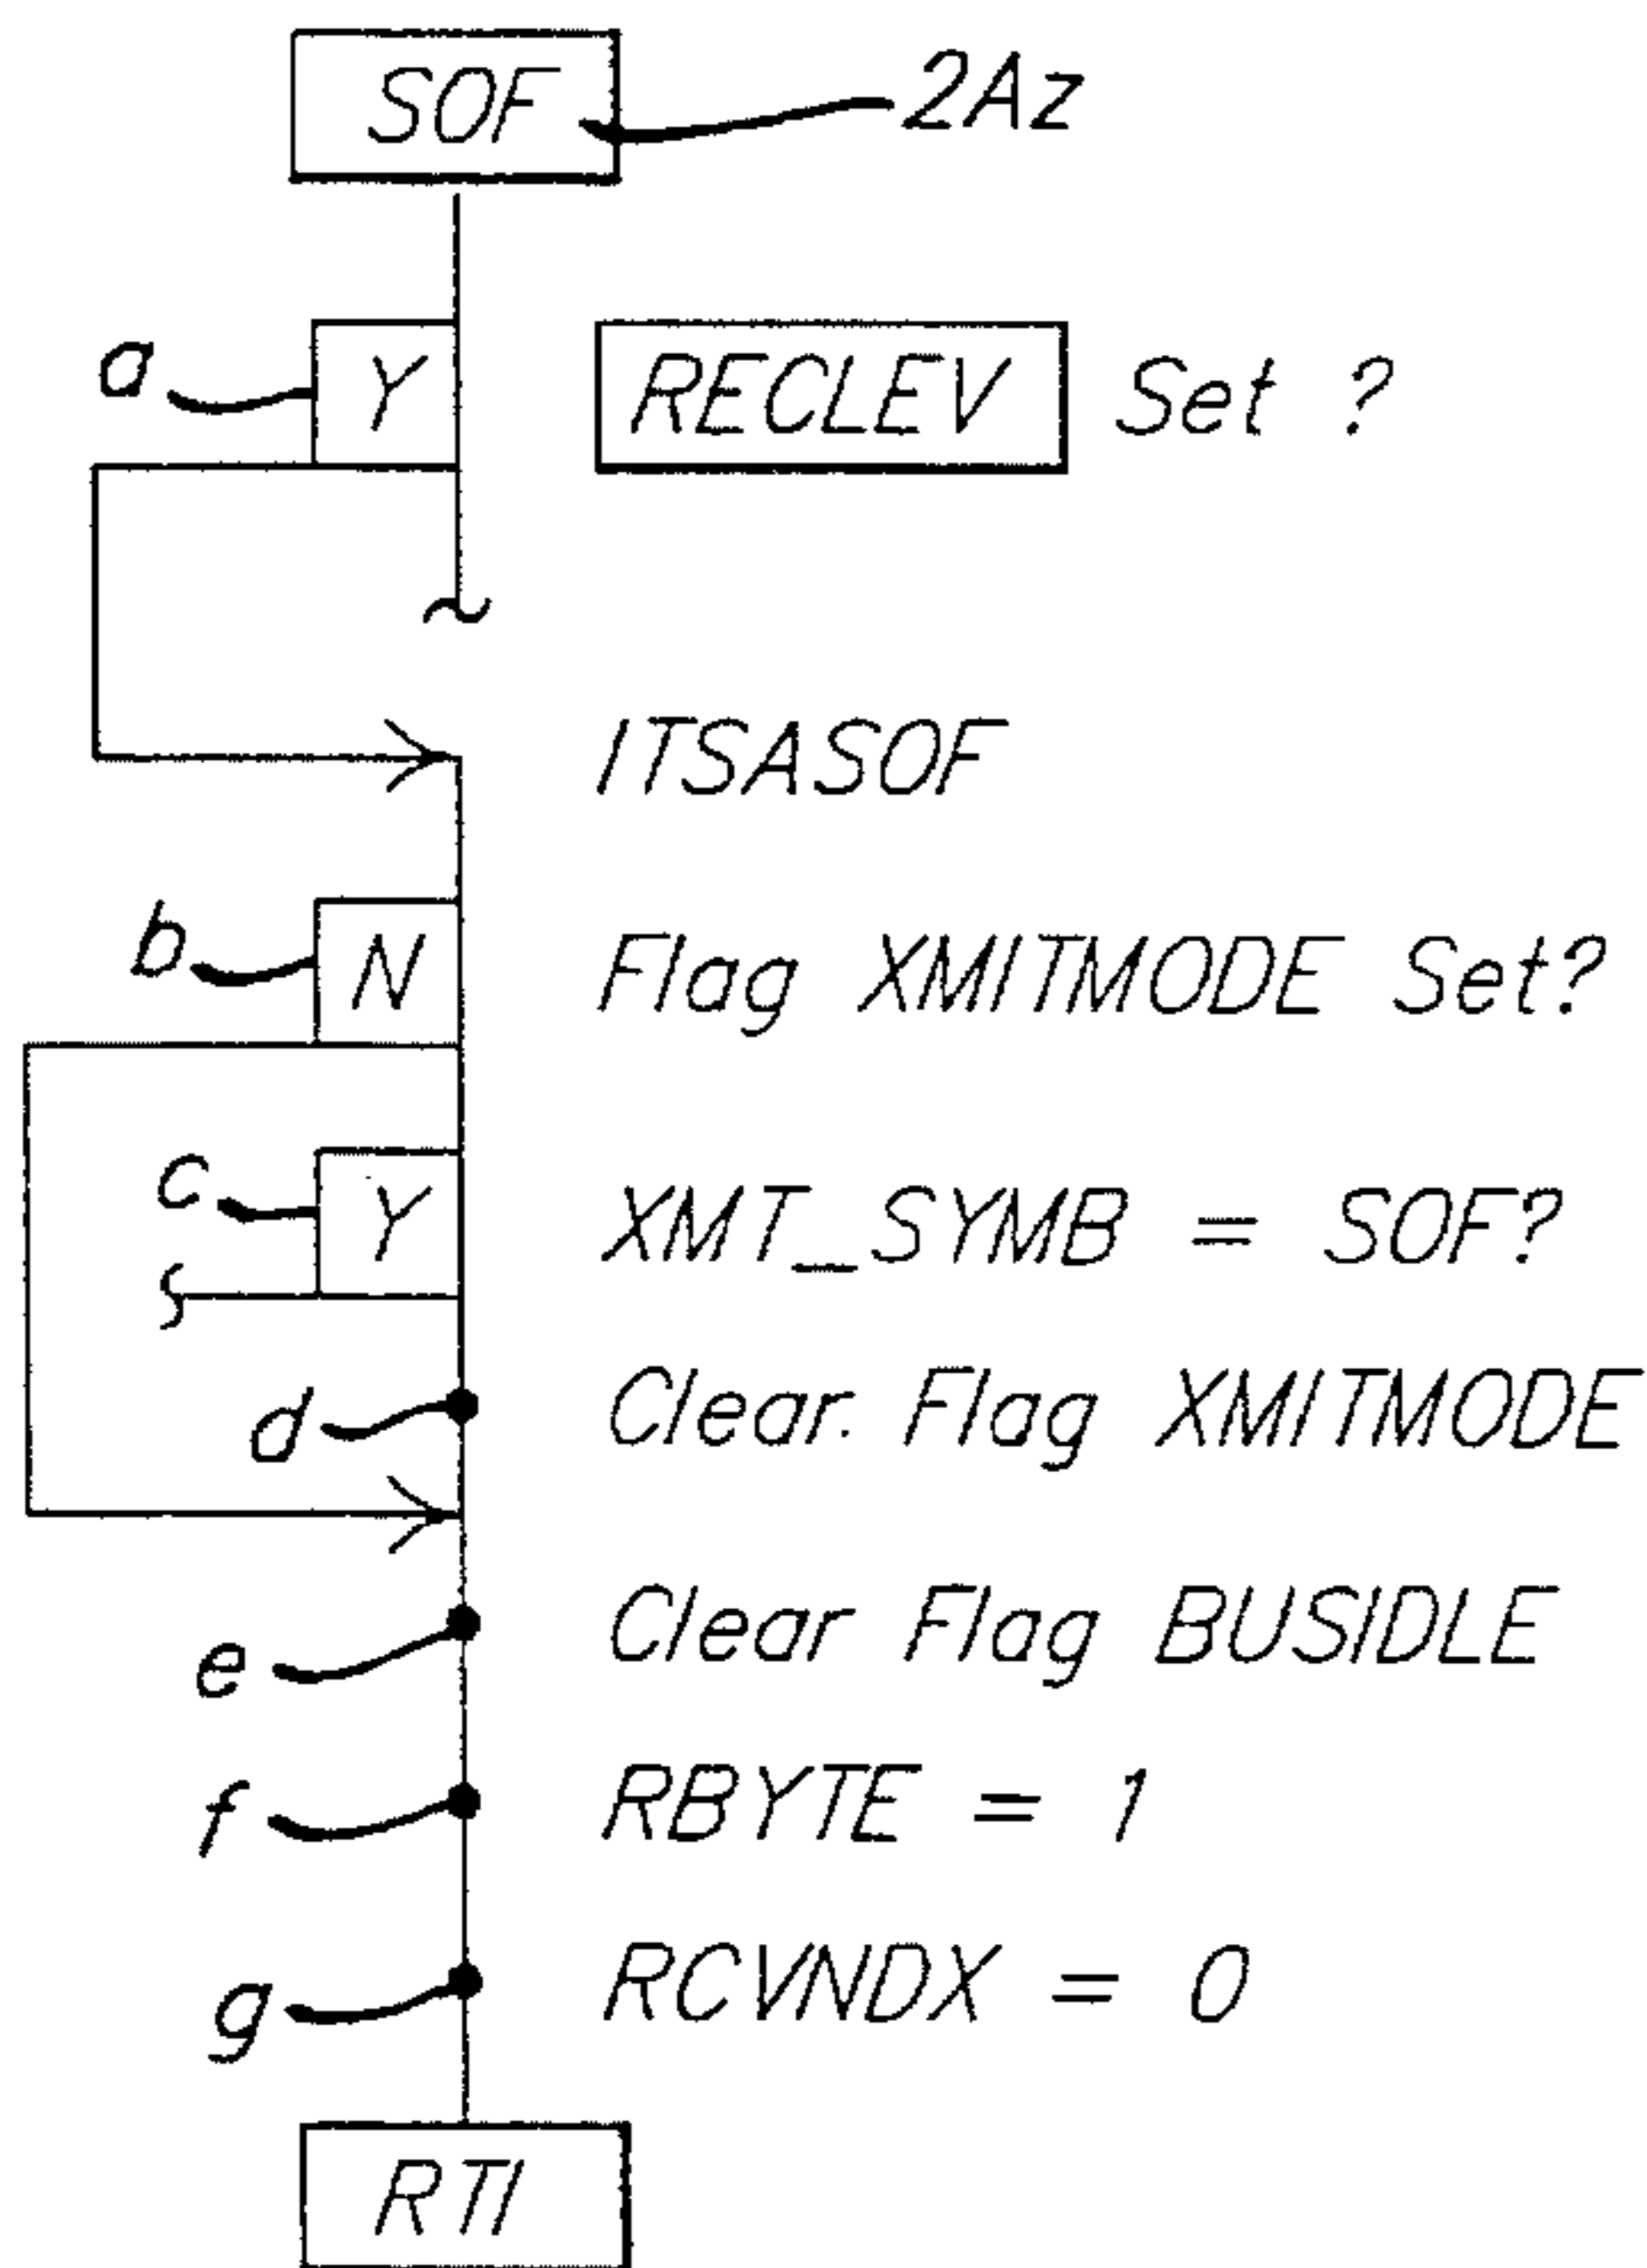 SOF 2Az
a Y RECLEV Set ?
ITSASOF
b N Flag XMITMODE Set?
c Y XMT_SYMB = SOF?
d Clear. Flag XMITMODE
e Clear Flag BUSIDLE
f RBYTE = 1
g RCVNDX = 0
RTI